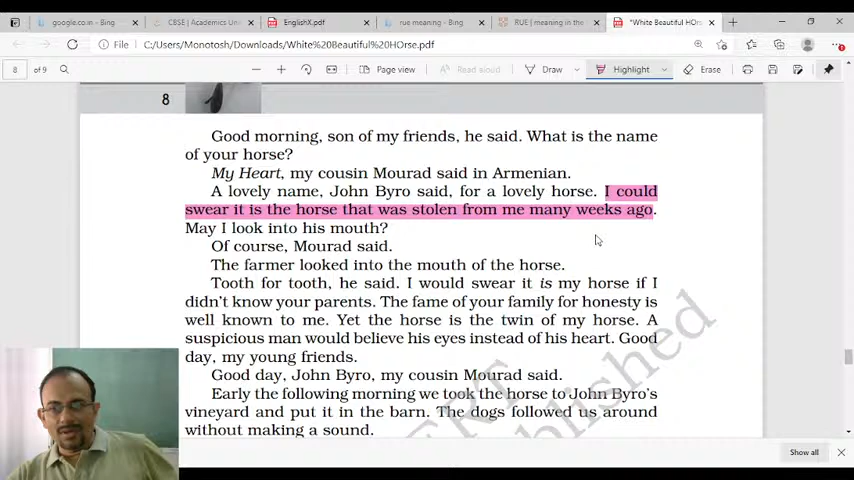 google.co.in - Bing
CBSE | Academics Uni
EnglishX.pdf
rue meaning - Bing
RUE | meaning in the
"White Beautiful HOrs
File
C:/Users/Monotosh/Downloads/White%20Beautiful%20HOrse.pdf
8
of 9
Page view
Read aloud
Draw
Highlight
Erase
8
Good morning, son of my friends, he said. What is the name
of your horse?
My Heart, my cousin Mourad said in Armenian.
A lovely name, John Byro said, for a lovely horse. I could
swear it is the horse that was stolen from me many weeks ago.
May I look into his mouth?
Of course, Mourad said.
The farmer looked into the mouth of the horse.
Tooth for tooth, he said. I would swear it is my horse if I
didn't know your parents. The fame of your family for honesty is
well known to me. Yet the horse is the twin of my horse. A
suspicious man would believe his eyes instead of his heart. Good
day, my young friends.
Good day, John Byro, my cousin Mourad said.
Early the following morning we took the horse to John Byro's
vineyard and put it in the barn. The dogs followed us around
without making a sound.
Show all